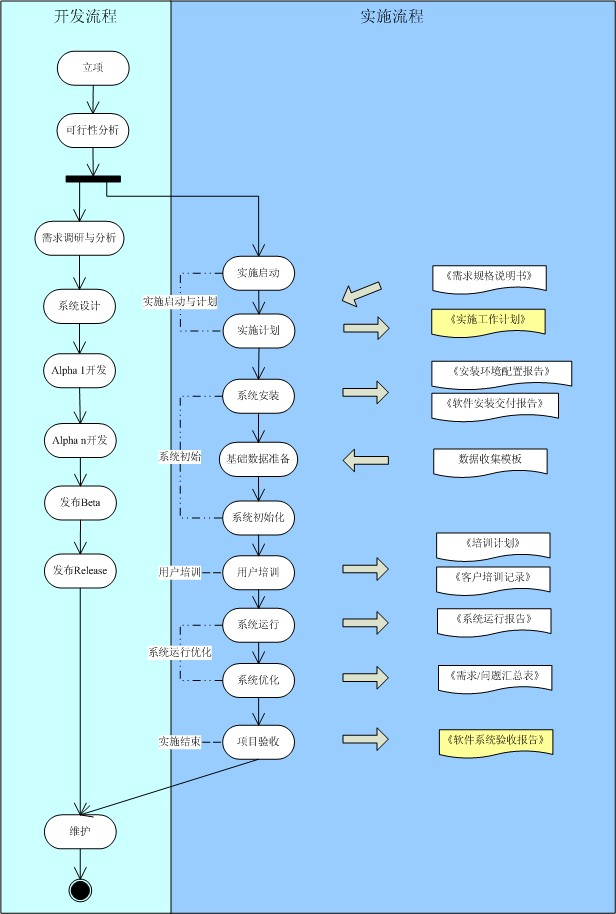 开发流程
实施流程
立项
可行性分析
需求调研与分析
系统设计
Alpha 1开发
Alpha n开发
发布Beta
发布Release
维护
实施启动
实施启动与计划
实施计划
系统安装
系统初始
基础数据准备
系统初始化
用户培训
用户培训
系统运行
系统运行优化
系统优化
实施结束
项目验收
《需求规格说明书》
《实施工作计划》
《安装环境配置报告》
《软件安装交付报告》
数据收集模板
《培训计划》
《客户培训记录》
《系统运行报告》
《需求/问题汇总表》
《软件系统验收报告》